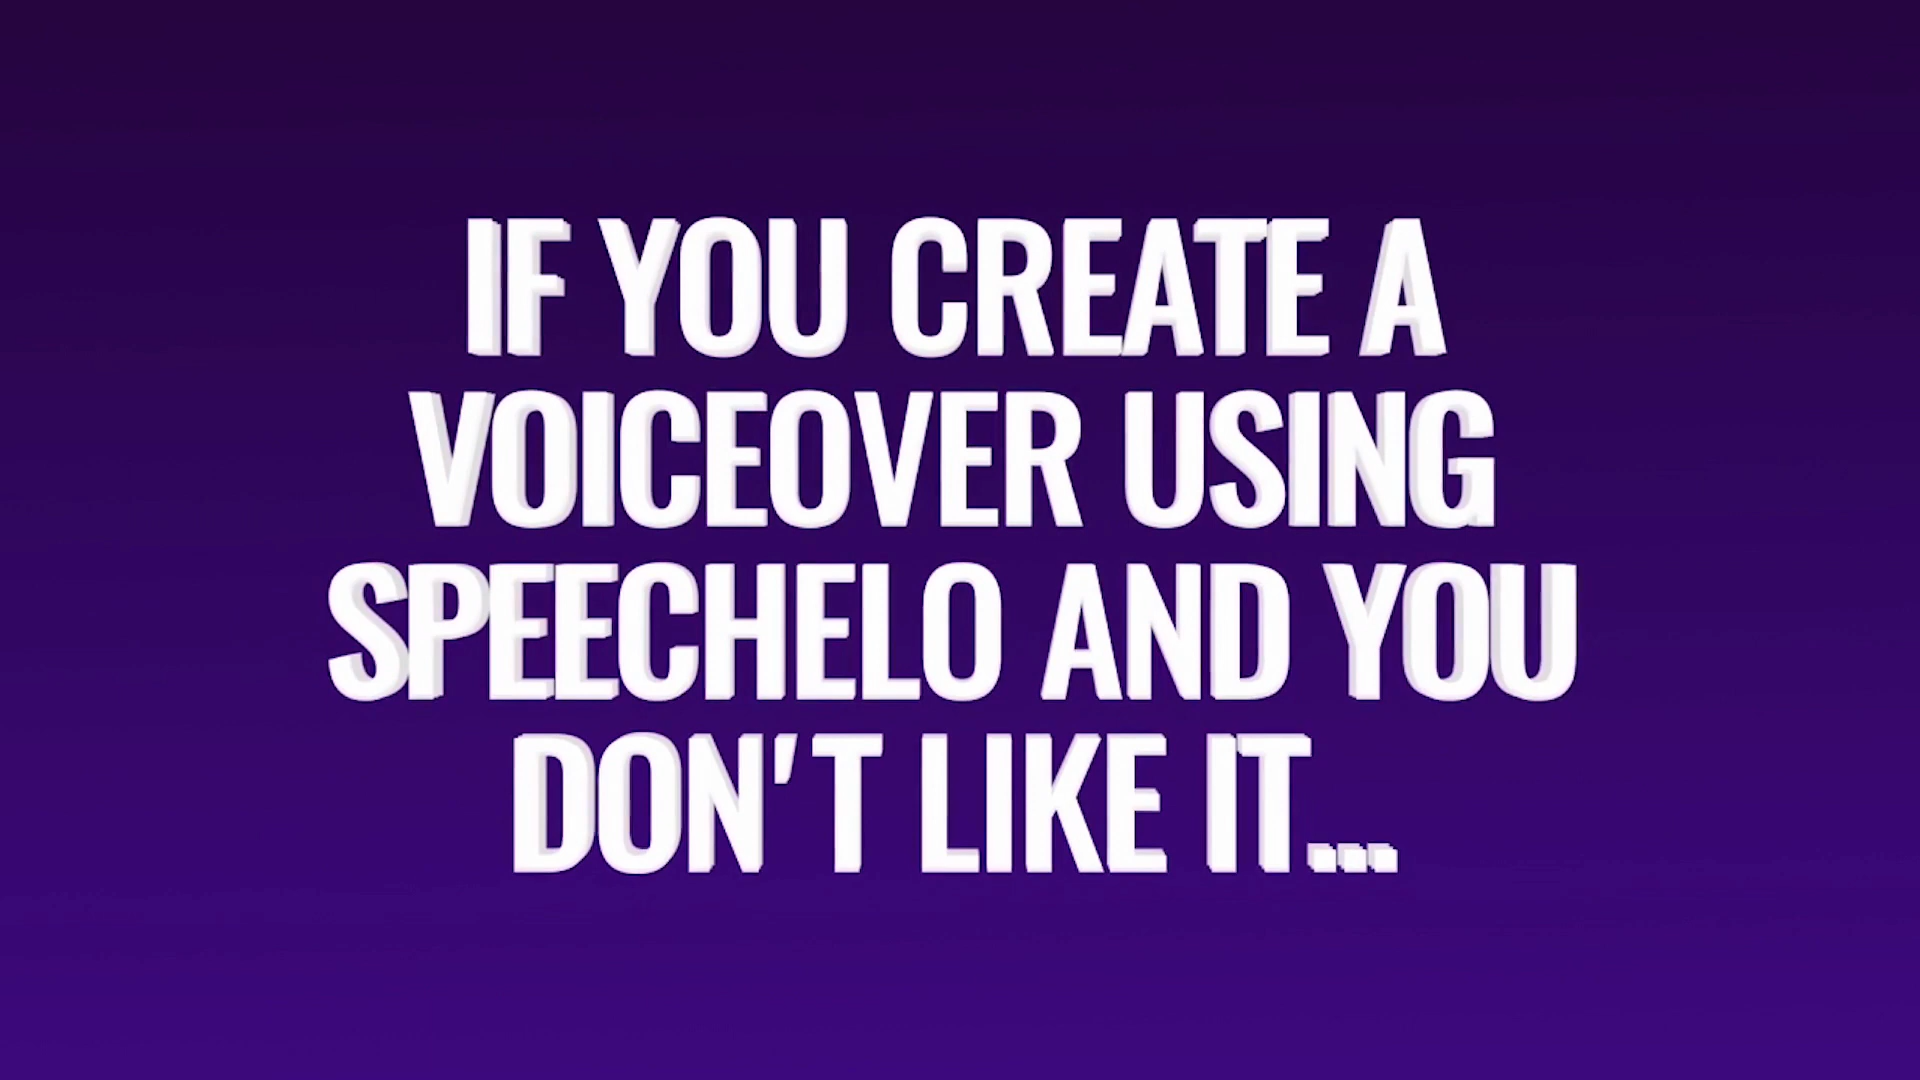 IF YOU CREATE A
VOICEOVER USING
SPEECHELO AND YOU
DON'T LIKE IT...